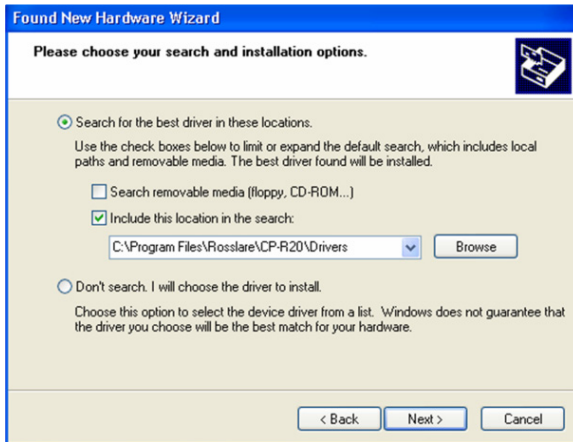 Found New Hardware Wizard
Please choose your search and installation options.
Search for the best driver in these locations.
Use the check boxes below to limit or expand the default search, which includes local
paths and removable media. The best driver found will be installed.
Search removable media (floppy, CD-ROM...)
Include this location in the search:
C:\Program Files\Rosslare\CP-R20\Drivers
Browse
Don't search. I will choose the driver to install.
Choose this option to select the device driver from a list. Windows does not guarantee that
the driver you choose will be the best match for your hardware.
< Back Next > Cancel